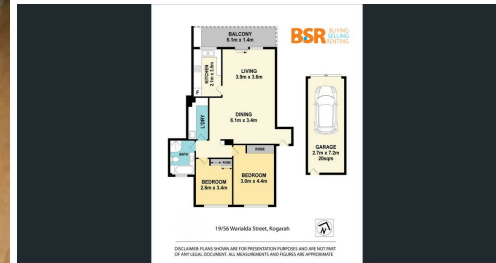 BALCONY
6.1m x 1.4m
BSR BUYING
SELLING
RENTING
KITCHEN
2.1m x 3.9m
LIVING
3.9m x 3.6m
DINING
6.1m x 3.4m
L'DRY
BATH
ROBE
ROBE
BEDROOM
2.6m x 3.4m
BEDROOM
3.0m x 4.4m
GARAGE
2.7m x 7.2m
20sqm
19/56 Warialda Street, Kogarah
N
DISCLAIMER: PLANS SHOWN ARE FOR PRESENTATION PURPOSES AND ARE NOT PART
OF ANY LEGAL DOCUMENT. ALL MEASUREMENTS AND FIGURES ARE APPROXIMATE